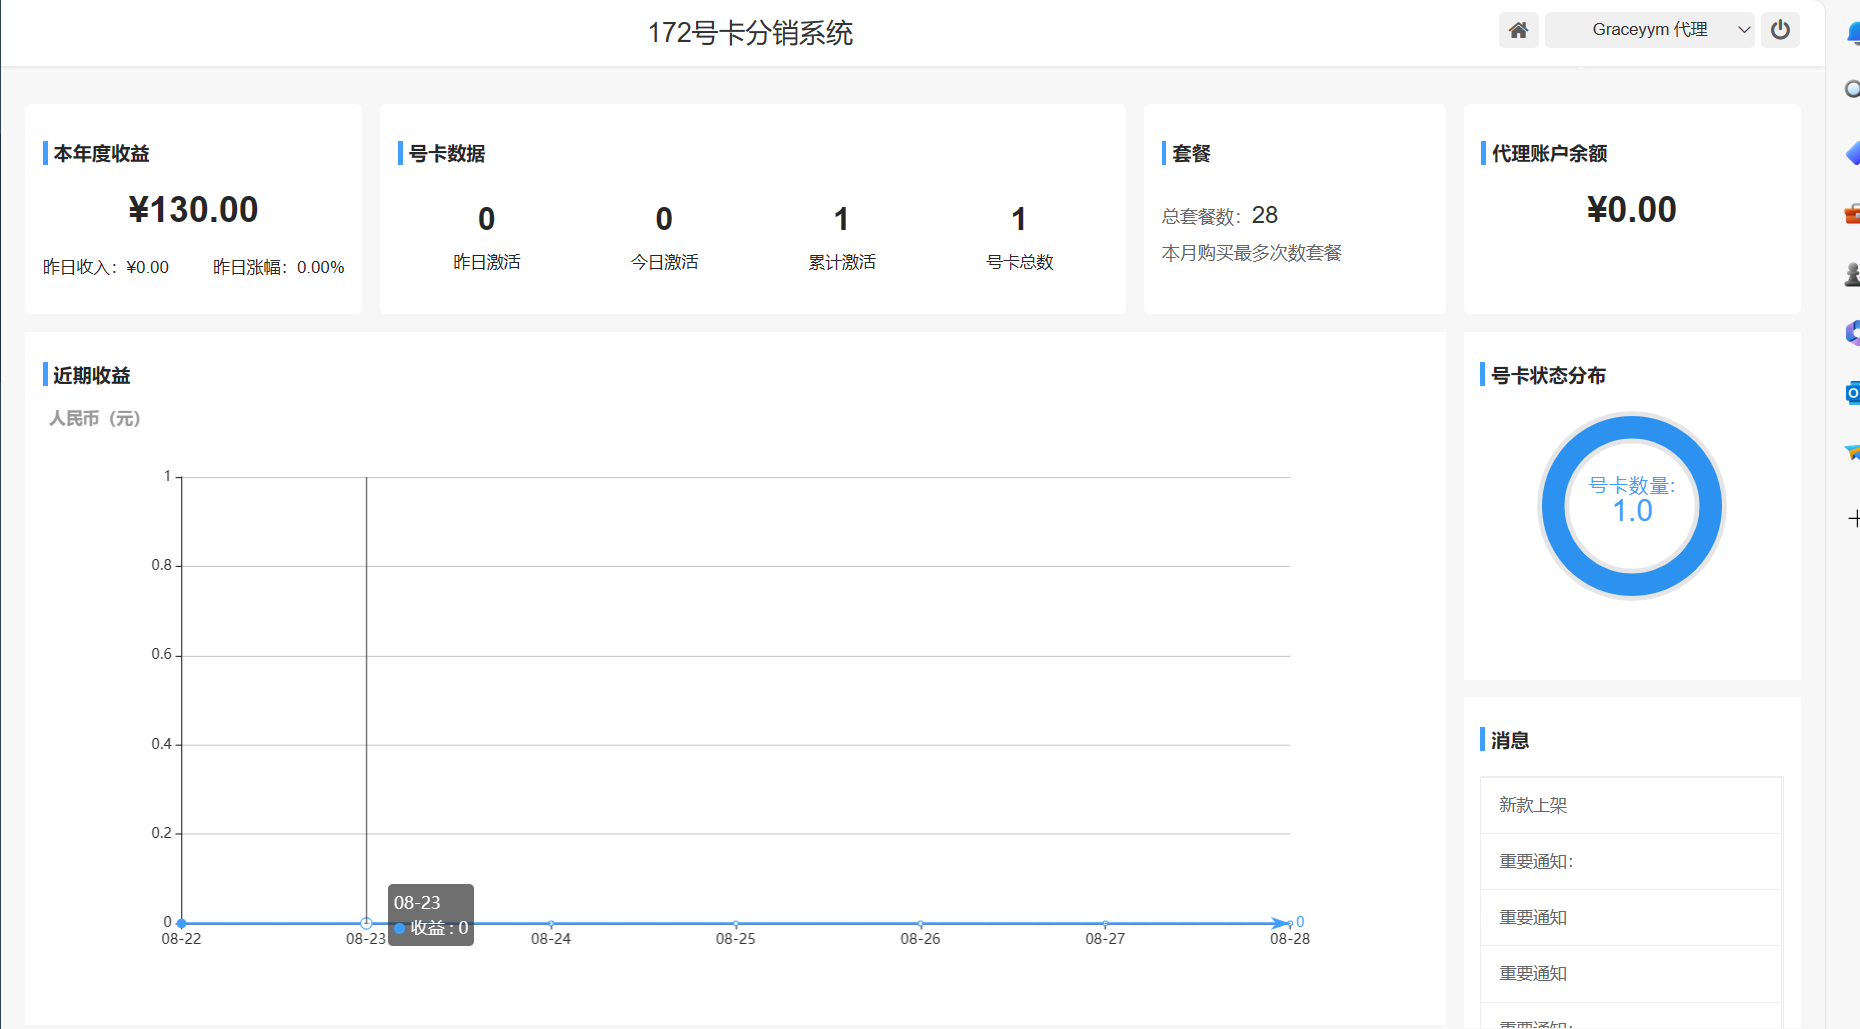 172号卡分销系统
Graceyym 代理
本年度收益
¥130.00
昨日收入：¥0.00
昨日涨幅：0.00%
号卡数据
0
昨日激活
0
今日激活
1
累计激活
1
号卡总数
套餐
总套餐数：28
本月购买最多次数套餐
代理账户余额
¥0.00
近期收益
人民币（元）
1
0.8
0.6
0.4
0.2
0
08-22
08-23
08-24
08-25
08-26
08-27
08-28
0
08-23
收益 : 0
号卡状态分布
号卡数量:
1.0
消息
新款上架
重要通知:
重要通知
重要通知
重要通知: